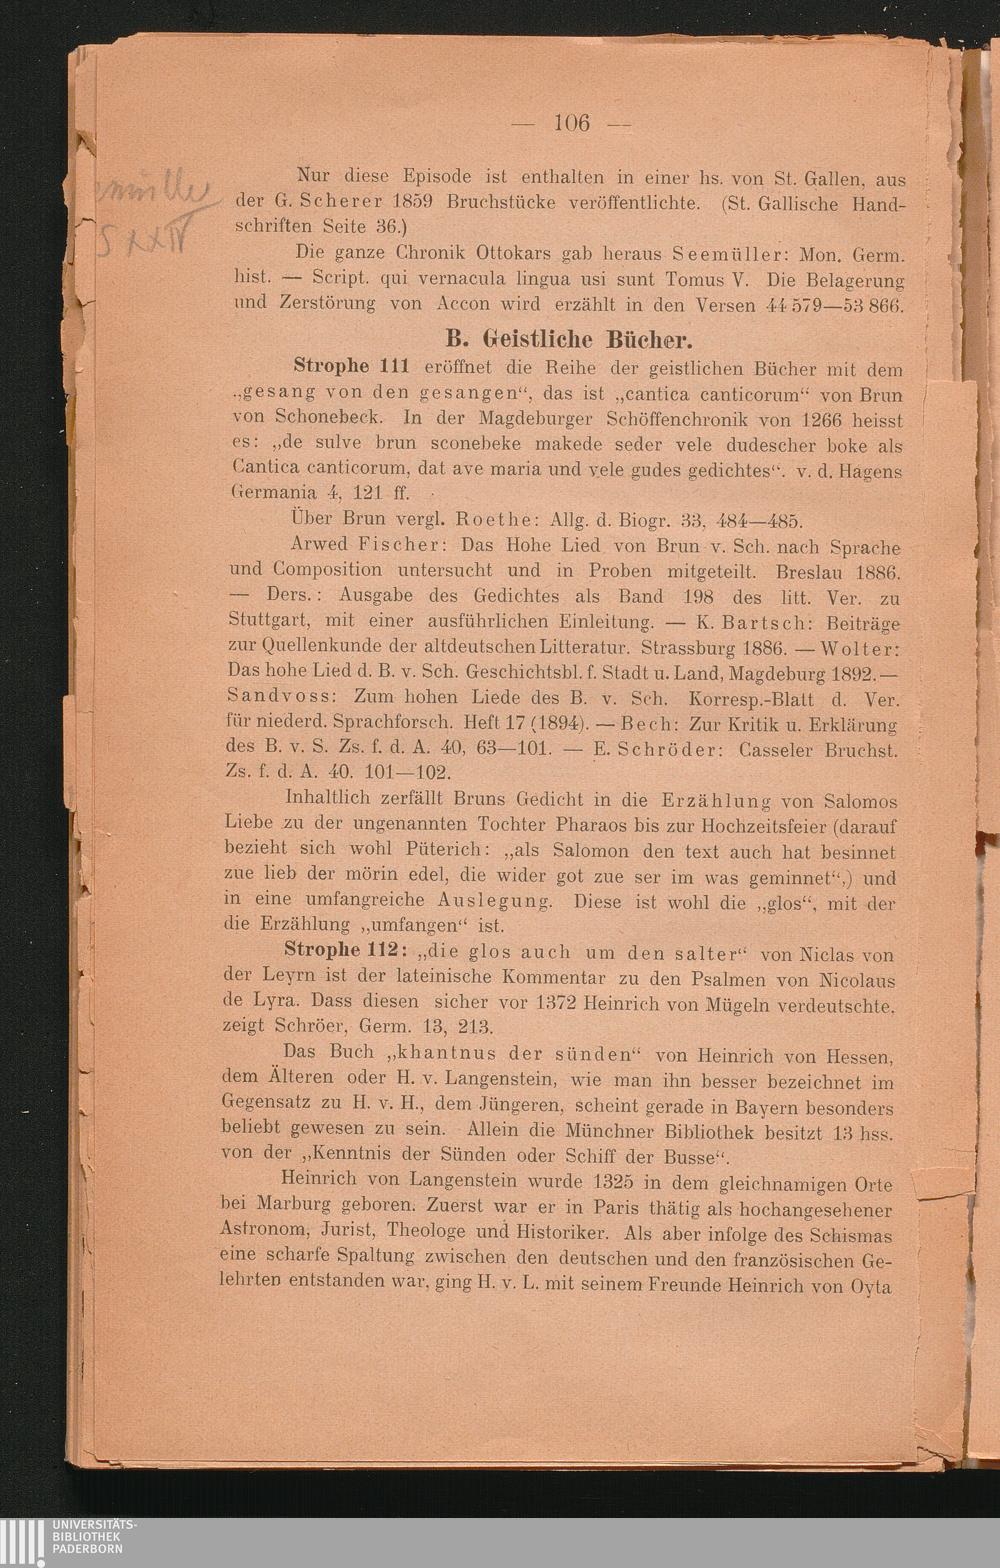 — 106 —
Nur diese Episode ist enthalten in einer hs. von St. Gallen, aus
der G. Scherer 1859 Bruchstücke veröffentlichte. (St. Gallische Hand-
schriften Seite 36.)
Die ganze Chronik Ottokars gab heraus Seemüller: Mon. Germ.
hist. — Script. qui vernacula lingua usi sunt Tomus V. Die Belagerung
und Zerstörung von Accon wird erzählt in den Versen 44 579—53 866.
B. Geistliche Bücher.
Strophe 111 eröffnet die Reihe der geistlichen Bücher mit dem
„gesang von den gesangen“, das ist „cantica canticorum“ von Brun
von Schonebeck. In der Magdeburger Schöffenchronik von 1266 heisst
es: „de sulve brun sconebeke makede seder vele dudescher boke als
Cantica canticorum, dat ave maria und vele gudes gedichtes“. v. d. Hagens
Germania 4, 121 ff.
Über Brun vergl. Roethe: Allg. d. Biogr. 33, 484—485.
Arwed Fischer: Das Hohe Lied von Brun v. Sch. nach Sprache
und Composition untersucht und in Proben mitgeteilt. Breslau 1886.
— Ders.: Ausgabe des Gedichtes als Band 198 des litt. Ver. zu
Stuttgart, mit einer ausführlichen Einleitung. — K. Bartsch: Beiträge
zur Quellenkunde der altdeutschen Litteratur. Strassburg 1886. — Wolter:
Das hohe Lied d. B. v. Sch. Geschichtsbl. f. Stadt u. Land, Magdeburg 1892. —
Sandvoss: Zum hohen Liede des B. v. Sch. Korresp.-Blatt d. Ver.
für niederd. Sprachforsch. Heft 17 (1894). — Bech: Zur Kritik u. Erklärung
des B. v. S. Zs. f. d. A. 40, 63—101. — E. Schröder: Casseler Bruchst.
Zs. f. d. A. 40. 101—102.
Inhaltlich zerfällt Bruns Gedicht in die Erzählung von Salomos
Liebe zu der ungenannten Tochter Pharaos bis zur Hochzeitsfeier (darauf
bezieht sich wohl Püterich: „als Salomon den text auch hat besinnet
zue lieb der mörin edel, die wider got zue ser im was geminnet“,) und
in eine umfangreiche Auslegung. Diese ist wohl die „glos“, mit der
die Erzählung „umfangen“ ist.
Strophe 112: „die glos auch um den salter“ von Niclas von
der Leyrn ist der lateinische Kommentar zu den Psalmen von Nicolaus
de Lyra. Dass diesen sicher vor 1372 Heinrich von Mügeln verdeutschte,
zeigt Schröer, Germ. 13, 213.
Das Buch „khantnus der sünden“ von Heinrich von Hessen,
dem Älteren oder H. v. Langenstein, wie man ihn besser bezeichnet im
Gegensatz zu H. v. H., dem Jüngeren, scheint gerade in Bayern besonders
beliebt gewesen zu sein. Allein die Münchner Bibliothek besitzt 13 hss.
von der „Kenntnis der Sünden oder Schiff der Busse“.
Heinrich von Langenstein wurde 1325 in dem gleichnamigen Orte
bei Marburg geboren. Zuerst war er in Paris thätig als hochangesehener
Astronom, Jurist, Theologe und Historiker. Als aber infolge des Schismas
eine scharfe Spaltung zwischen den deutschen und den französischen Ge-
lehrten entstanden war, ging H. v. L. mit seinem Freunde Heinrich von Oyta
S XXIV
UNIVERSITÄTS-
BIBLIOTHEK
PADERBORN